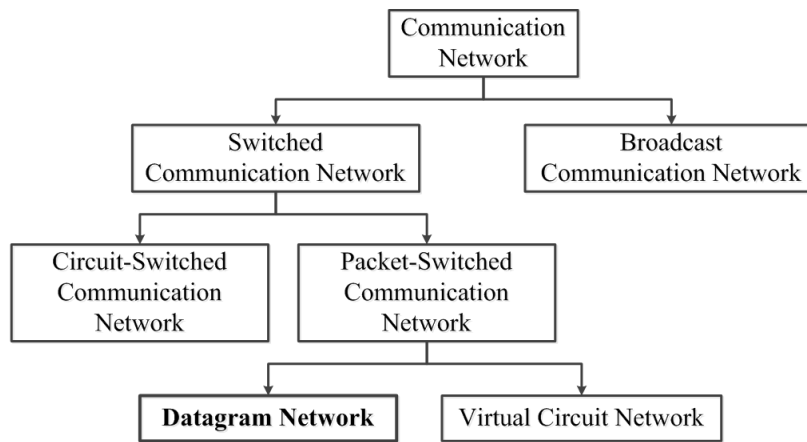 Communication
Network
Switched
Communication Network
Broadcast
Communication Network
Circuit-Switched
Communication
Network
Packet-Switched
Communication
Network
Datagram Network
Virtual Circuit Network